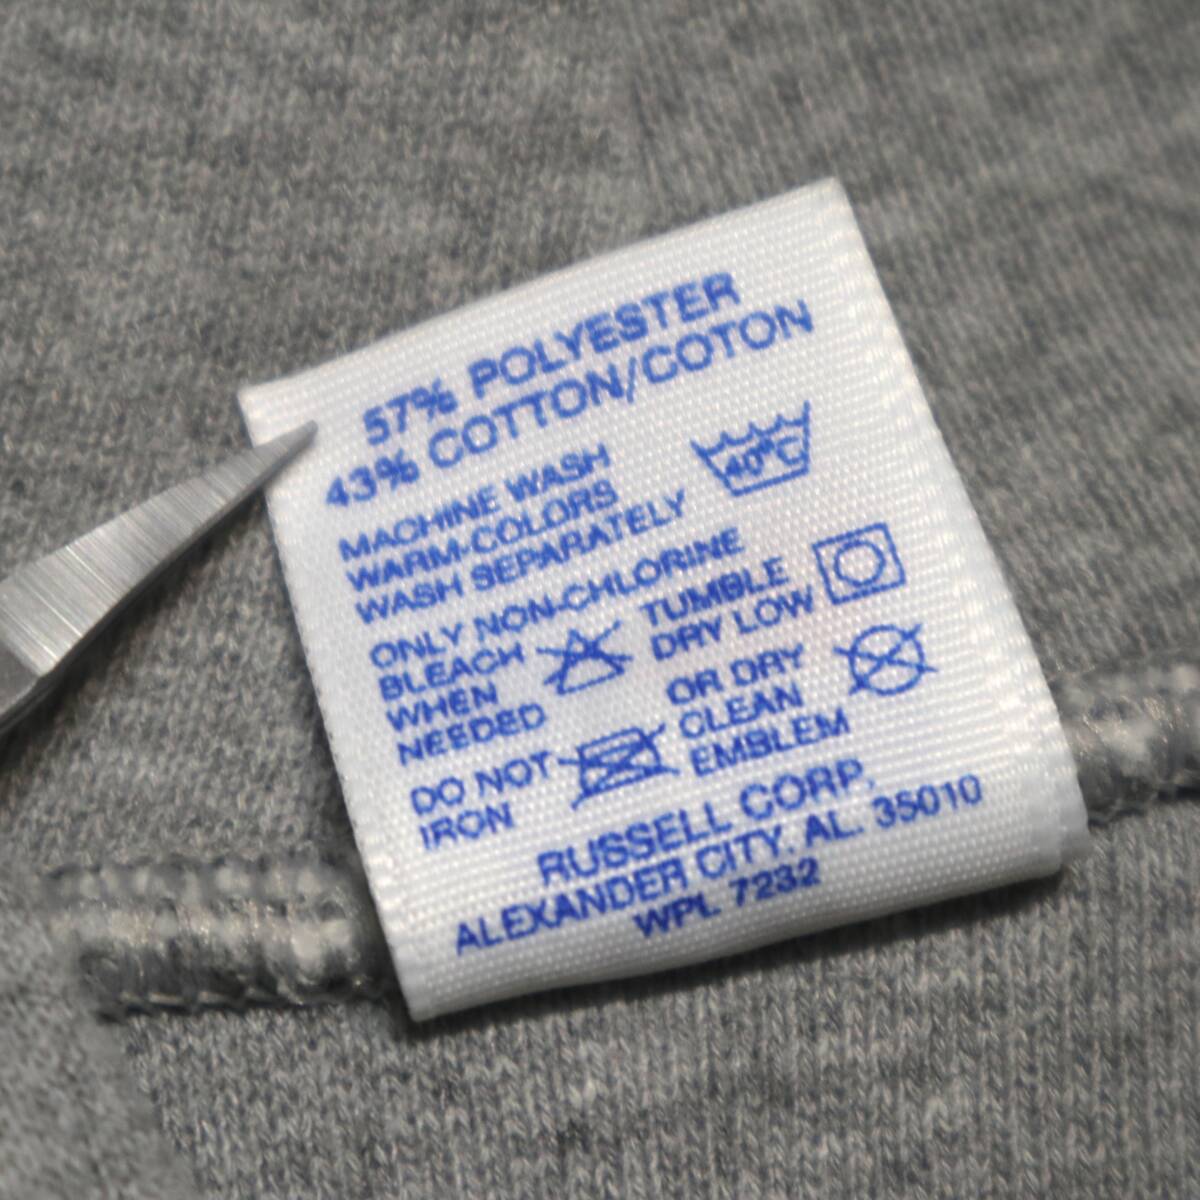 57% POLYESTER
43% COTTON/COTON
MACHINE WASH
WARM-COLORS
WASH SEPARATELY
40°C
ONLY NON-CHLORINE
BLEACH
WHEN
NEEDED
TUMBLE
DRY LOW
DO NOT
IRON
OR DRY
CLEAN
EMBLEM
RUSSELL CORP.
ALEXANDER CITY, AL. 35010
WPL 7232